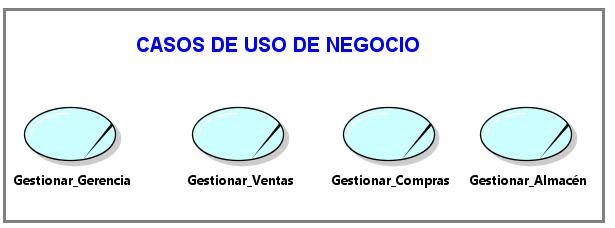 CASOS DE USO DE NEGOCIO
Gestionar_Gerencia Gestionar_Ventas Gestionar_Compras Gestionar_Almacén